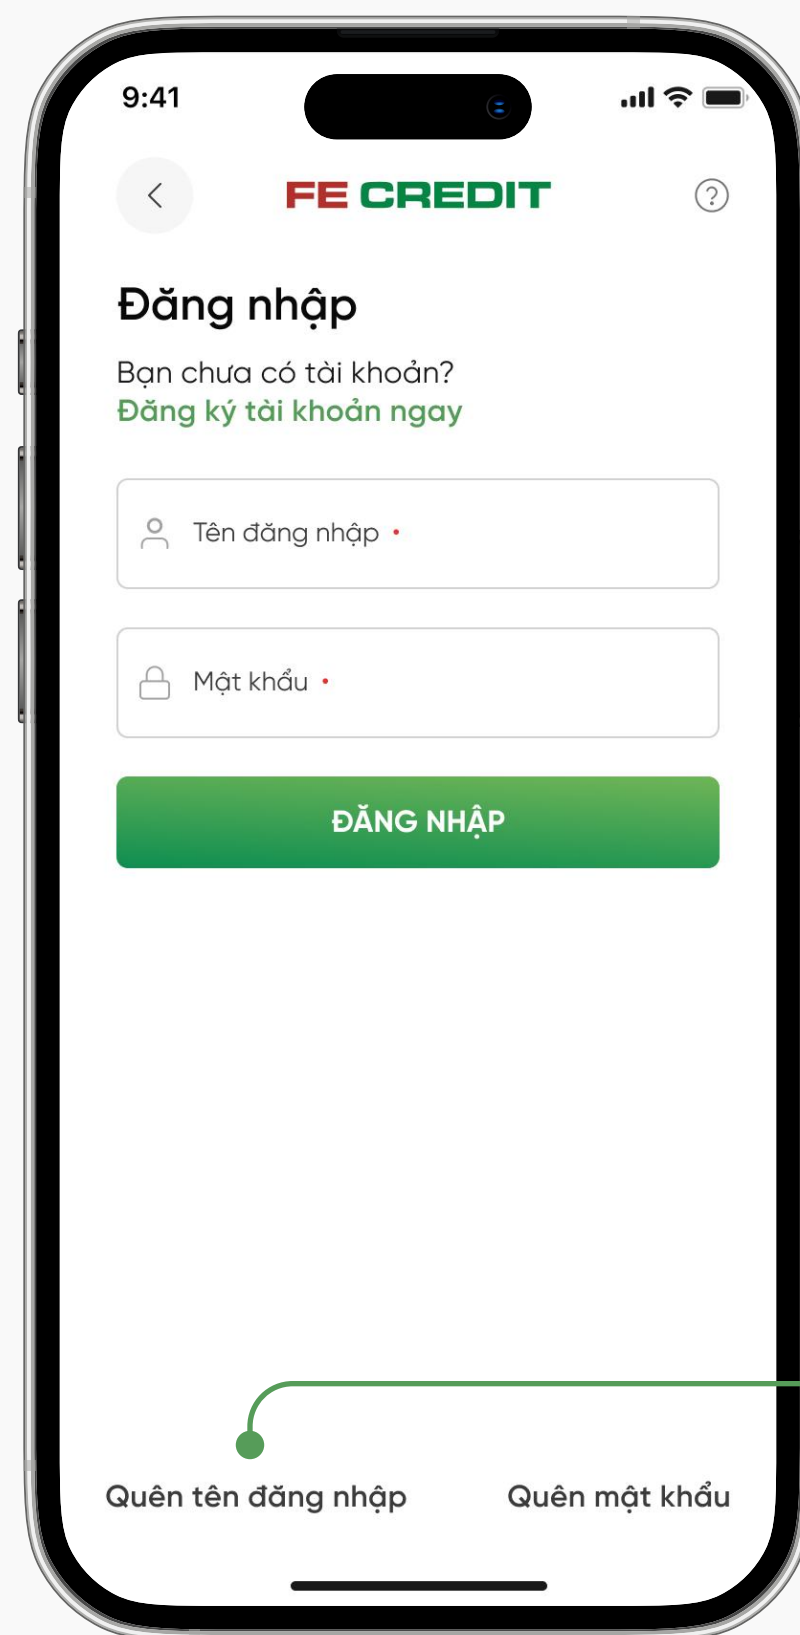 9:41
FE CREDIT
Đăng nhập
Bạn chưa có tài khoản?
Đăng ký tài khoản ngay
Tên đăng nhập •
Mật khẩu •
ĐĂNG NHẬP
Quên tên đăng nhập
Quên mật khẩu